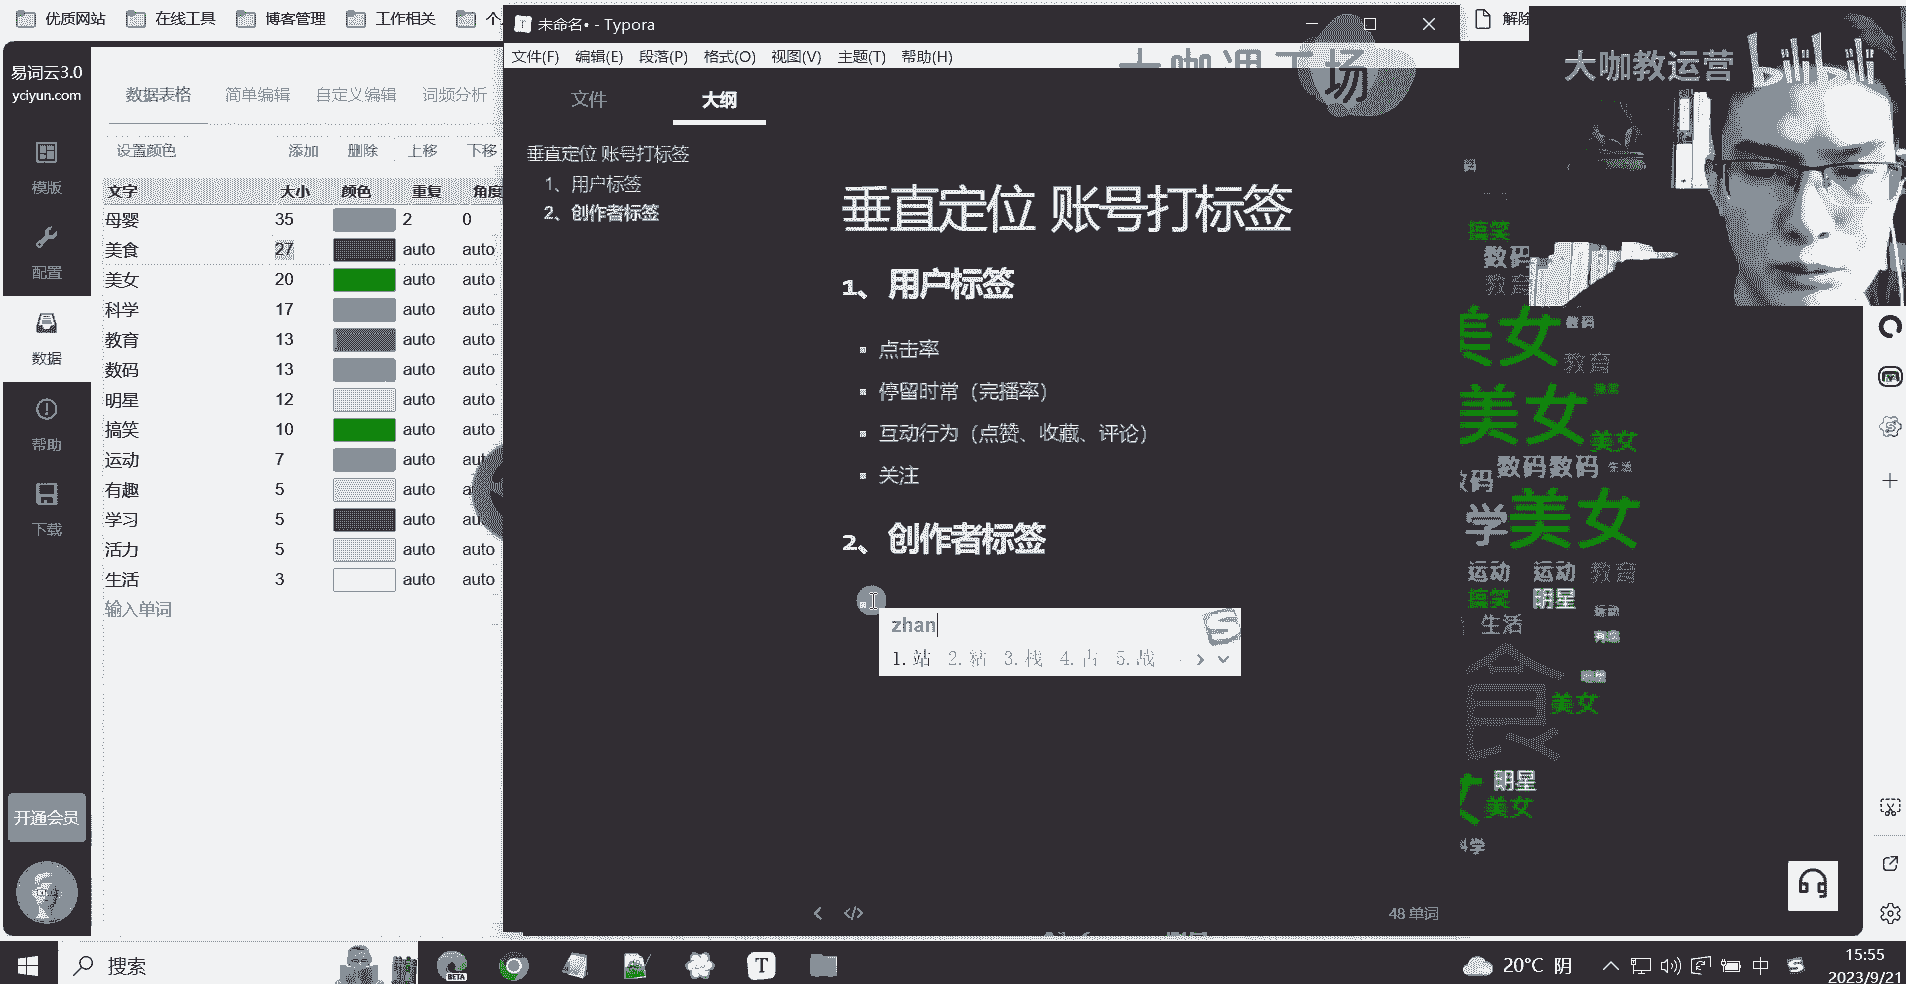 优质网站 在线工具 博客管理 工作相关
未命名• - Typora
解除
文件(F) 编辑(E) 段落(P) 格式(O) 视图(V) 主题(T) 帮助(H)
大咖教运营
易词云3.0
yciyun.com
模版
配置
数据
帮助
下载
开通会员
数据表格 简单编辑 自定义编辑 词频分析
设置颜色 添加 删除 上移 下移
文字 大小 颜色 重复 角度
母婴 35 2 0
美食 27 auto auto
美女 20 auto auto
科学 17 auto auto
教育 13 auto auto
数码 13 auto auto
明星 12 auto auto
搞笑 10 auto auto
运动 7 auto
有趣 5 auto
学习 5 auto
活力 5 auto auto
生活 3 auto auto
输入单词
文件 大纲
垂直定位 账号打标签
1、用户标签
2、创作者标签
垂直定位 账号打标签
1、 用户标签
点击率
停留时常（完播率）
互动行为（点赞、收藏、评论）
关注
2、 创作者标签
zhan
1.站 2.粘 3.栈 4.占 5.战
48 单词
搞笑
数码
教育
美女 数码
教育
美女
美女
数码数码 生活
学 美女
运动 运动 教育
搞笑 明星
运动
生活
美女
明星
美女
科学
搜索
BETA
20°C 阴
中
15:55
2023/9/21